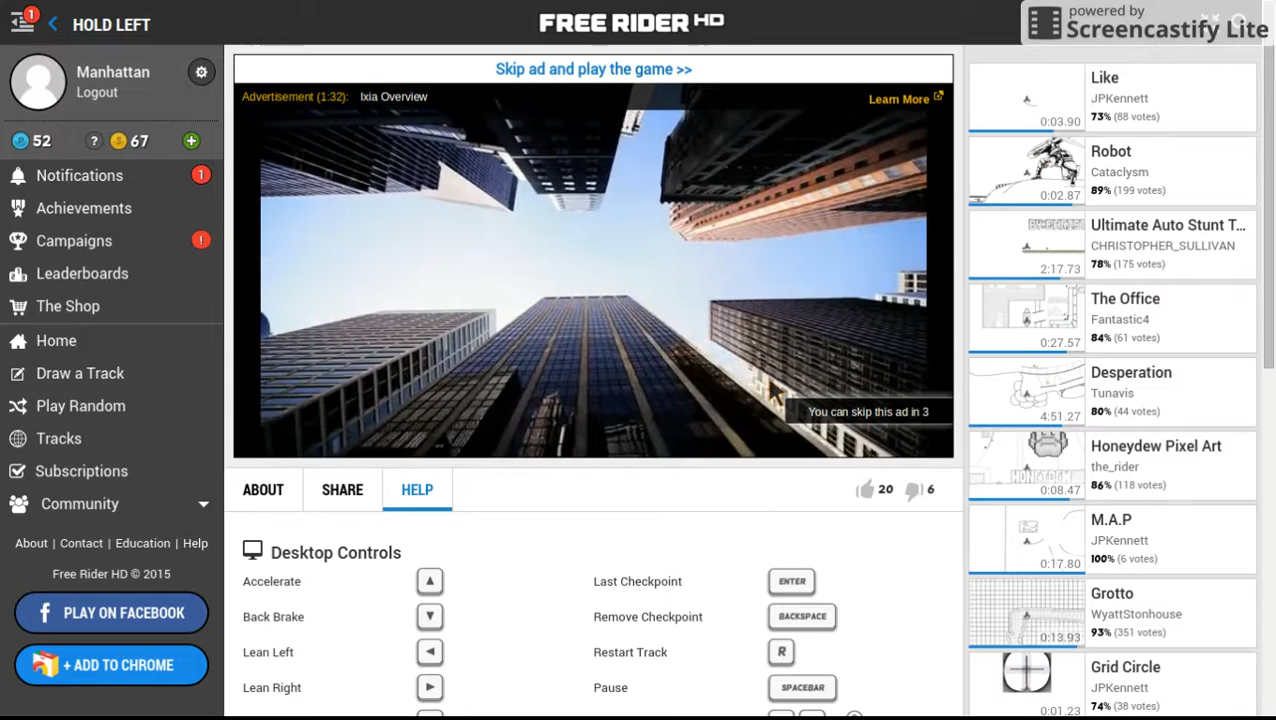 1
HOLD LEFT
FREE RIDER HD
powered by
Screencastify Lite
Manhattan
Logout
52 ? 67
Notifications 1
Achievements
Campaigns !
Leaderboards
The Shop
Home
Draw a Track
Play Random
Tracks
Subscriptions
Community
About | Contact | Education | Help
Free Rider HD © 2015
f PLAY ON FACEBOOK
+ ADD TO CHROME
Skip ad and play the game >>
Advertisement (1:32): Ixia Overview
Learn More
You can skip this ad in 3
ABOUT SHARE HELP
20 6
Desktop Controls
Accelerate
Back Brake
Lean Left
Lean Right
Last Checkpoint ENTER
Remove Checkpoint BACKSPACE
Restart Track R
Pause SPACEBAR
Like
JPKennett
0:03.90 73% (88 votes)
Robot
Cataclysm
0:02.87 89% (199 votes)
Ultimate Auto Stunt T...
CHRISTOPHER_SULLIVAN
2:17.73 78% (175 votes)
The Office
Fantastic4
0:27.57 84% (61 votes)
Desperation
Tunavis
4:51.27 80% (44 votes)
Honeydew Pixel Art
the_rider
0:08.47 86% (118 votes)
M.A.P
JPKennett
0:17.80 100% (6 votes)
Grotto
WyattStonhouse
0:13.93 93% (351 votes)
Grid Circle
JPKennett
0:01.23 74% (38 votes)